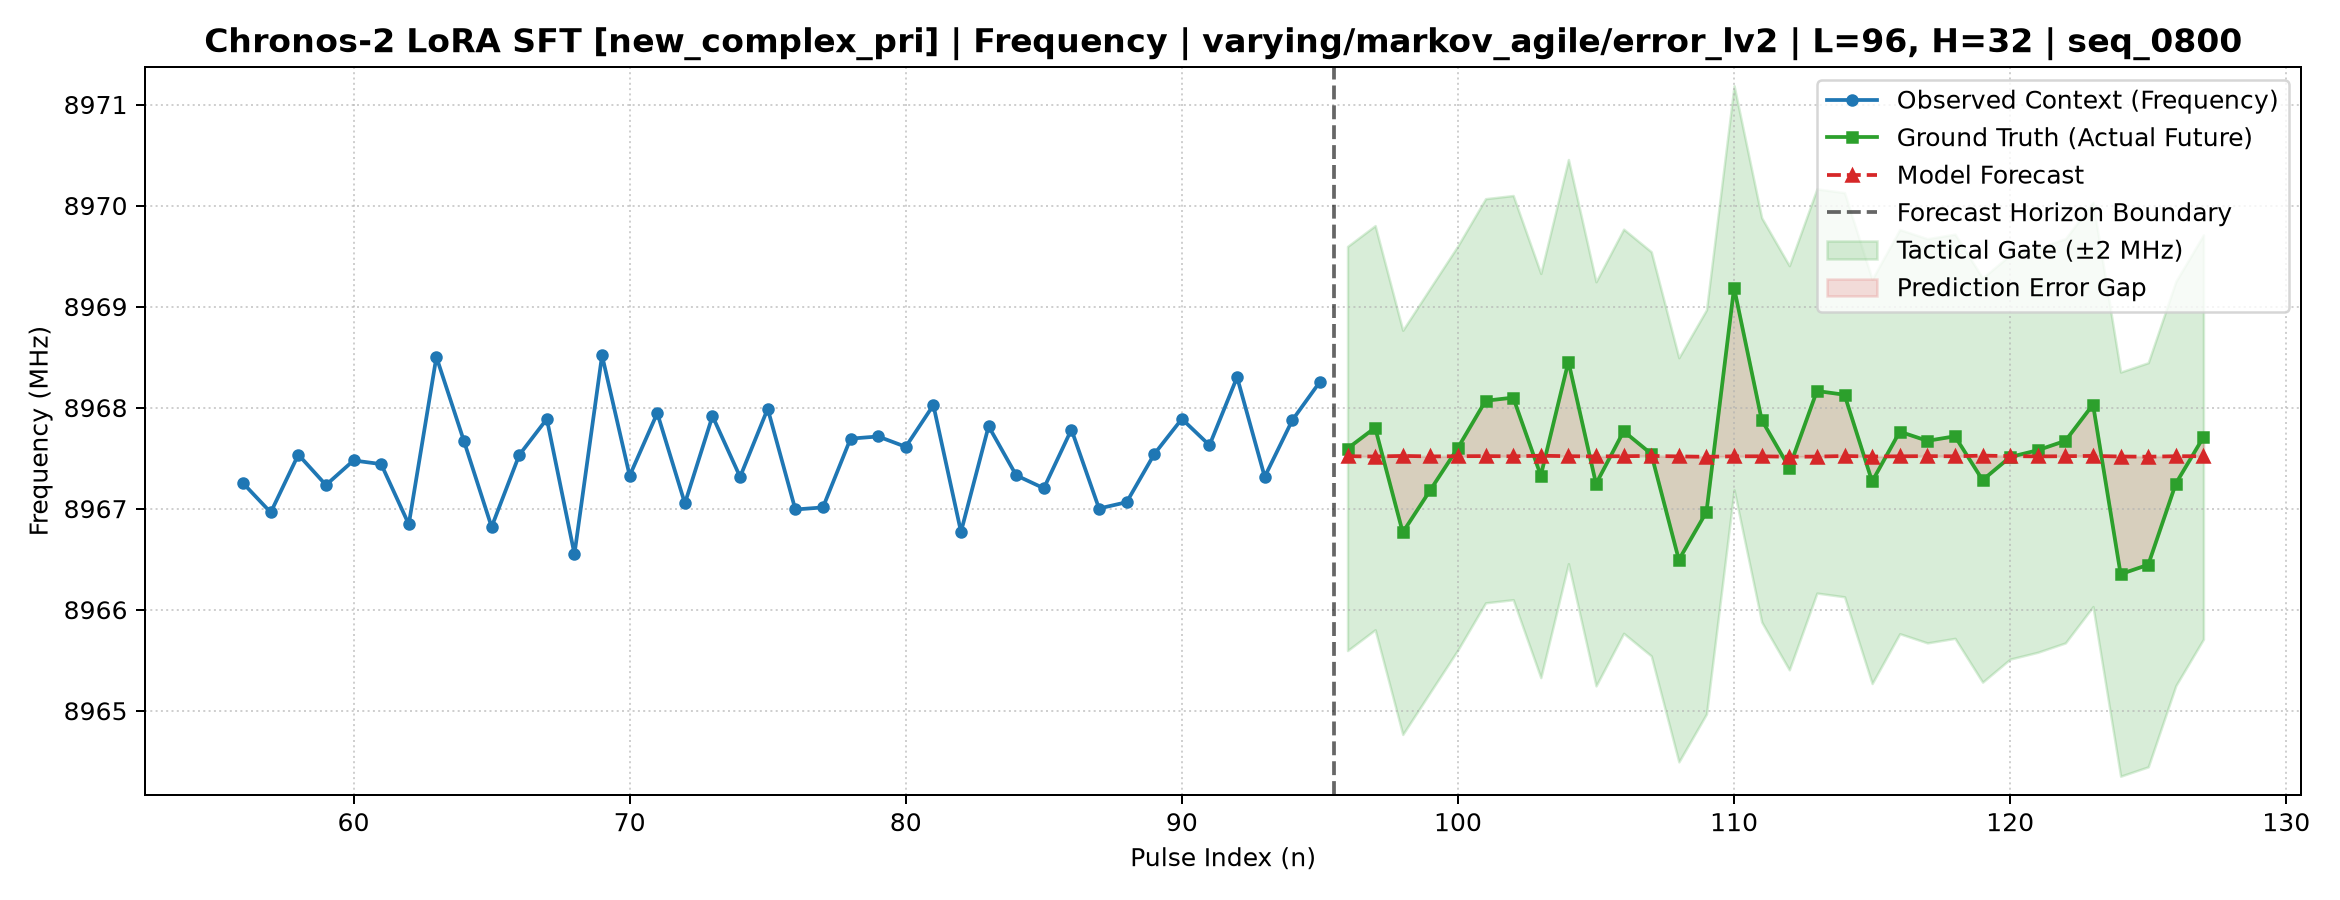 Chronos-2 LoRA SFT [new_complex_pri] | Frequency | varying/markov_agile/error_lv2 | L=96, H=32 | seq_0800
Frequency (MHz)
8971
8970
8969
8968
8967
8966
8965
Observed Context (Frequency)
Ground Truth (Actual Future)
Model Forecast
Forecast Horizon Boundary
Tactical Gate (±2 MHz)
Prediction Error Gap
60 70 80 90 100 110 120 130
Pulse Index (n)